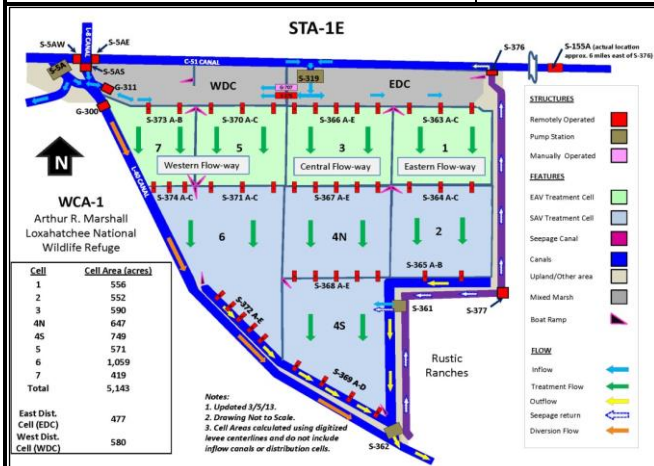 STA-1E
L-8 CANAL
S-5AW
S-5AE
S-5A
S-5AS
G-311
G-300
C-51 CANAL
S-319
S-376
S-155A (actual location
approx. 6 miles east of S-376)
WDC
EDC
S-373 A-B
S-370 A-C
S-366 A-E
S-363 A-C
7
5
3
1
Western Flow-way
Central Flow-way
Eastern Flow-way
S-374 A-C
S-371 A-C
S-367 A-E
S-364 A-C
L-40 CANAL
6
4N
2
S-365 A-B
S-368 A-E
S-372 A-E
4S
S-361
S-377
S-369 A-D
S-362
Rustic
Ranches
N
WCA-1
Arthur R. Marshall
Loxahatchee National
Wildlife Refuge
Cell Cell Area (acres)
1 556
2 552
3 590
4N 647
4S 749
5 571
6 1,059
7 419
Total 5,143
East Dist.
Cell (EDC) 477
West Dist.
Cell (WDC) 580
Notes:
1. Updated 3/5/13.
2. Drawing Not to Scale.
3. Cell Areas calculated using digitized
levee centerlines and do not include
inflow canals or distribution cells.
STRUCTURES
Remotely Operated
Pump Station
Manually Operated
FEATURES
EAV Treatment Cell
SAV Treatment Cell
Seepage Canal
Canals
Upland/Other area
Mixed Marsh
Boat Ramp
FLOW
Inflow
Treatment Flow
Outflow
Seepage return
Diversion Flow